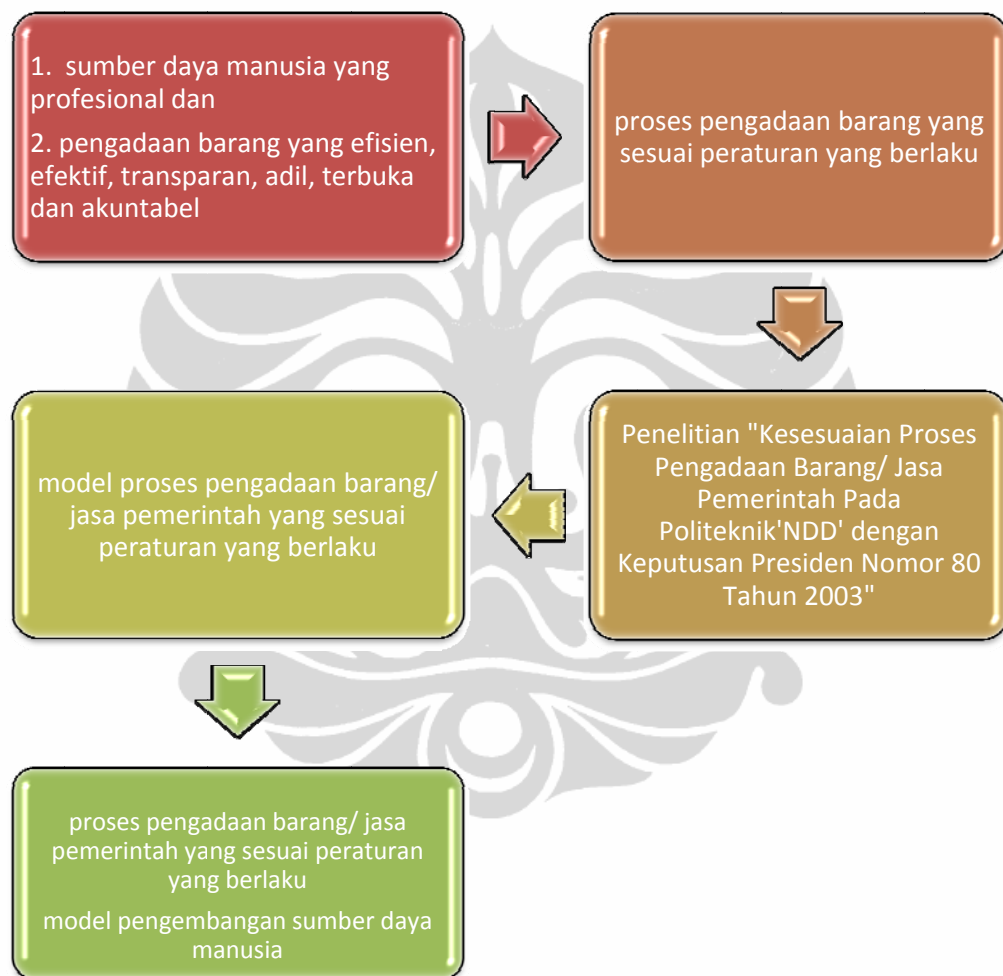 1. sumber daya manusia yang
profesional dan
2. pengadaan barang yang efisien,
efektif, transparan, adil, terbuka
dan akuntabel
proses pengadaan barang yang
sesuai peraturan yang berlaku
Penelitian "Kesesuaian Proses
Pengadaan Barang/ Jasa
Pemerintah Pada
Politeknik'NDD' dengan
Keputusan Presiden Nomor 80
Tahun 2003"
model proses pengadaan barang/
jasa pemerintah yang sesuai
peraturan yang berlaku
proses pengadaan barang/ jasa
pemerintah yang sesuai peraturan
yang berlaku
model pengembangan sumber daya
manusia